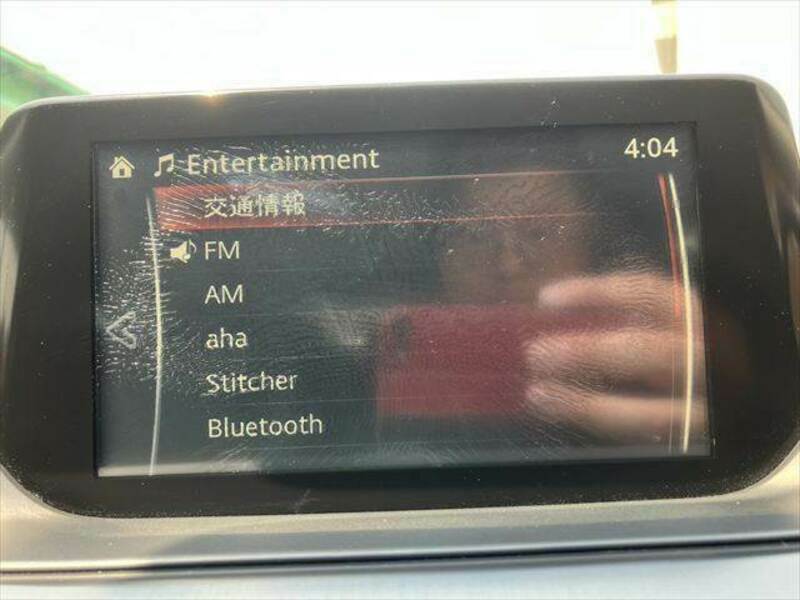 Entertainment 4:04
交通情報
FM
AM
aha
Stitcher
Bluetooth